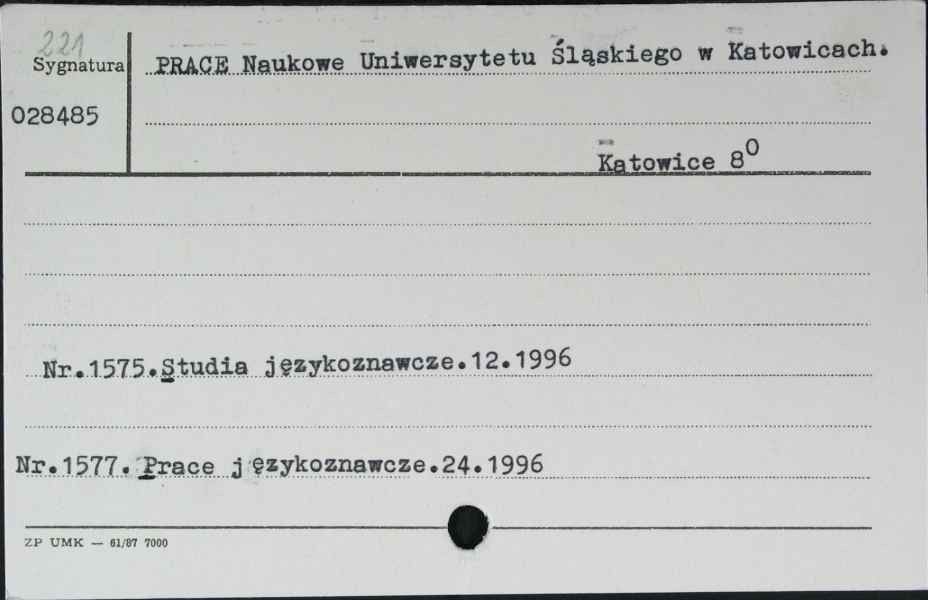 221
Sygnatura
PRACE Naukowe Uniwersytetu Śląskiego w Katowicach.
028485
Katowice 8⁰
Nr.1575.Studia językoznawcze.12.1996
Nr.1577. Prace językoznawcze.24.1996
ZP UMK — 61/87 7000